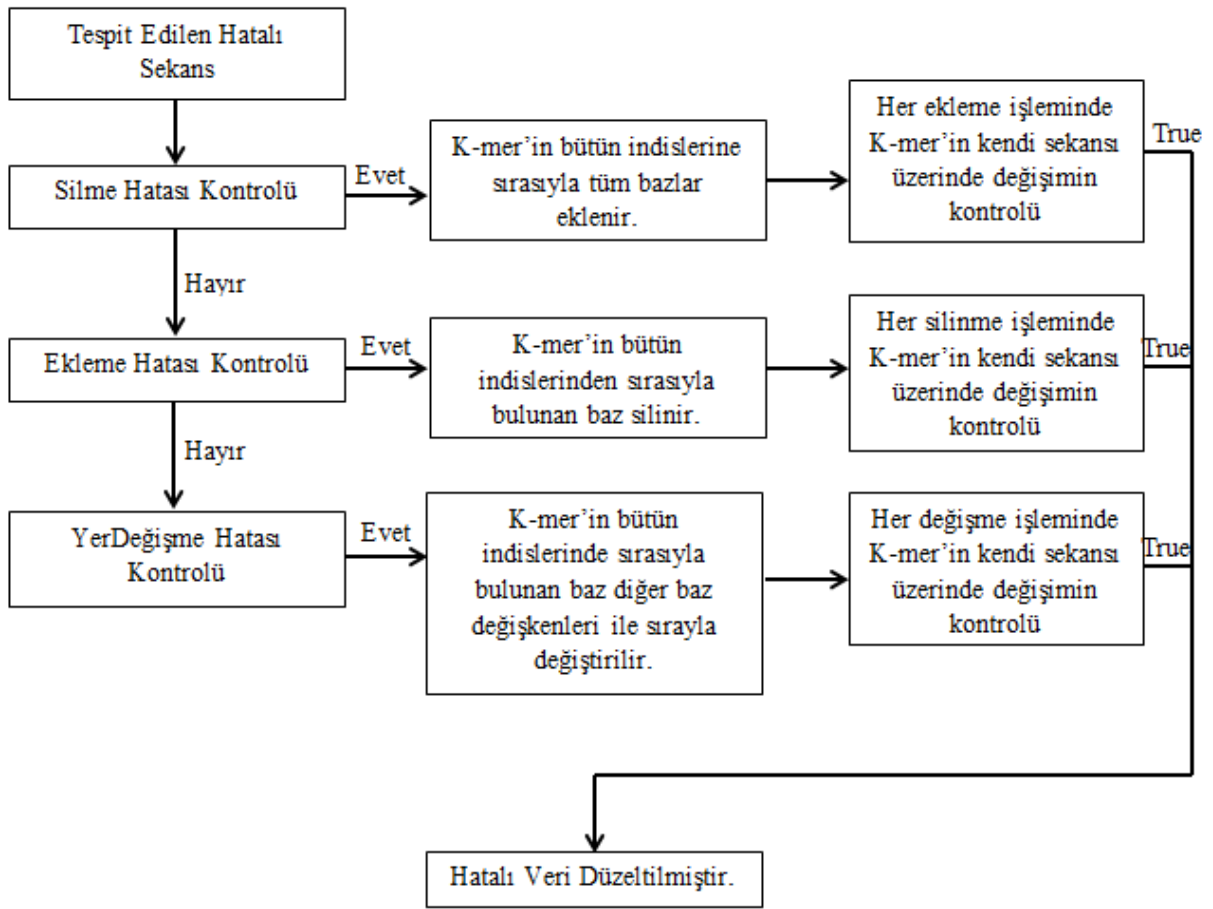 Tespit Edilen Hatalı
Sekans
Silme Hatası Kontrolü
Evet
K-mer’in bütün indislerine
sırasıyla tüm bazlar
eklenir.
Her ekleme işleminde
K-mer’in kendi sekansı
üzerinde değişimin
kontrolü
True
Hayır
Ekleme Hatası Kontrolü
Evet
K-mer’in bütün
indislerinden sırasıyla
bulunan baz silinir.
Her silinme işleminde
K-mer’in kendi sekansı
üzerinde değişimin
kontrolü
True
Hayır
YerDeğişme Hatası
Kontrolü
Evet
K-mer’in bütün
indislerinde sırasıyla
bulunan baz diğer baz
değişkenleri ile sırayla
değiştirilir.
Her değişme işleminde
K-mer’in kendi sekansı
üzerinde değişimin
kontrolü
True
Hatalı Veri Düzeltilmiştir.